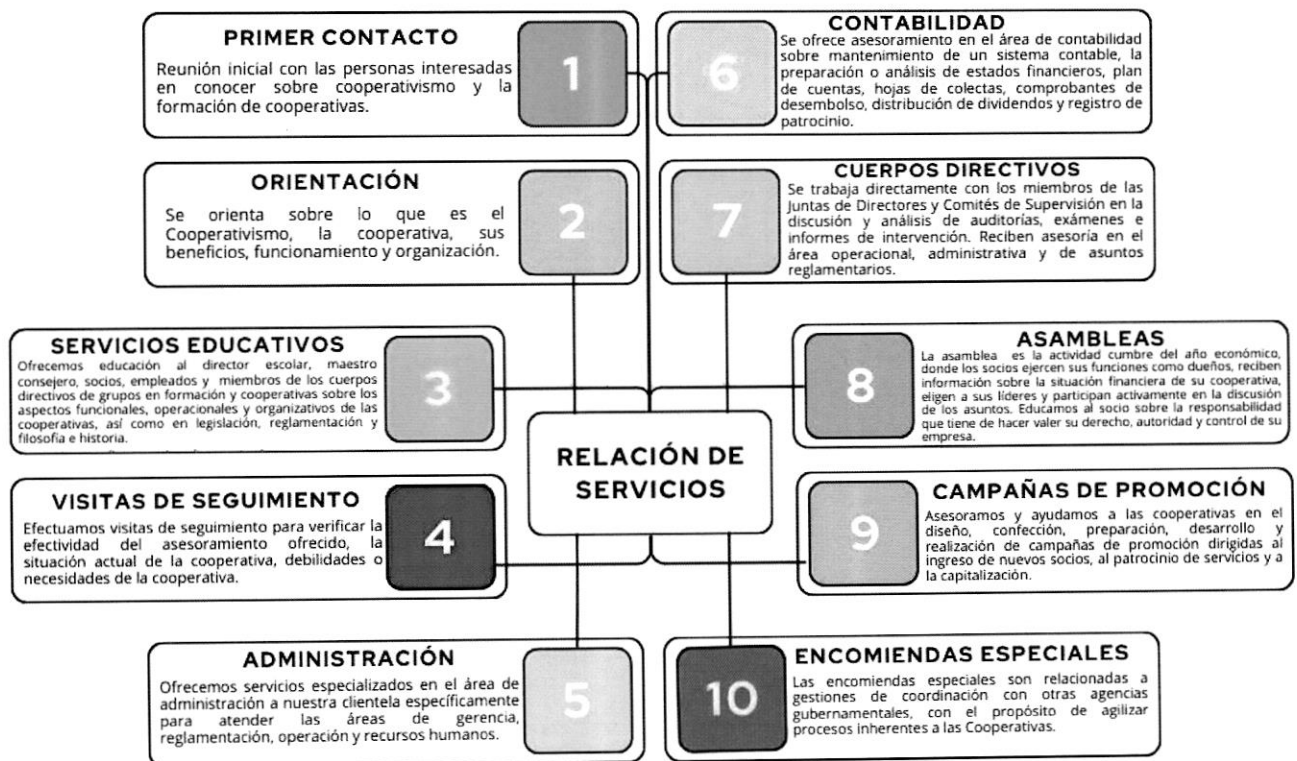 PRIMER CONTACTO
Reunión inicial con las personas interesadas
en conocer sobre cooperativismo y la
formación de cooperativas.
1
ORIENTACIÓN
Se orienta sobre lo que es el
Cooperativismo, la cooperativa, sus
beneficios, funcionamiento y organización.
2
SERVICIOS EDUCATIVOS
Ofrecemos educación al director escolar, maestro
consejero, socios, empleados y miembros de los cuerpos
directivos de grupos en formación y cooperativas sobre los
aspectos funcionales, operacionales y organizativos de las
cooperativas, así como en legislación, reglamentación y
filosofía e historia.
3
VISITAS DE SEGUIMIENTO
Efectuamos visitas de seguimiento para verificar la
efectividad del asesoramiento ofrecido, la
situación actual de la cooperativa, debilidades o
necesidades de la cooperativa.
4
ADMINISTRACIÓN
Ofrecemos servicios especializados en el área de
administración a nuestra clientela específicamente
para atender las áreas de gerencia,
reglamentación, operación y recursos humanos.
5
RELACIÓN DE
SERVICIOS
6
CONTABILIDAD
Se ofrece asesoramiento en el área de contabilidad
sobre mantenimiento de un sistema contable, la
preparación o análisis de estados financieros, plan
de cuentas, hojas de colectas, comprobantes de
desembolso, distribución de dividendos y registro de
patrocinio.
7
CUERPOS DIRECTIVOS
Se trabaja directamente con los miembros de las
Juntas de Directores y Comités de Supervisión en la
discusión y análisis de auditorías, exámenes e
informes de intervención. Reciben asesoría en el
área operacional, administrativa y de asuntos
reglamentarios.
8
ASAMBLEAS
La asamblea es la actividad cumbre del año económico,
donde los socios ejercen sus funciones como dueños, reciben
información sobre la situación financiera de su cooperativa,
eligen a sus líderes y participan activamente en la discusión
de los asuntos. Educamos al socio sobre la responsabilidad
que tiene de hacer valer su derecho, autoridad y control de su
empresa.
9
CAMPAÑAS DE PROMOCIÓN
Asesoramos y ayudamos a las cooperativas en el
diseño, confección, preparación, desarrollo y
realización de campañas de promoción dirigidas al
ingreso de nuevos socios, al patrocinio de servicios y a
la capitalización.
10
ENCOMIENDAS ESPECIALES
Las encomiendas especiales son relacionadas a
gestiones de coordinación con otras agencias
gubernamentales, con el propósito de agilizar
procesos inherentes a las Cooperativas.